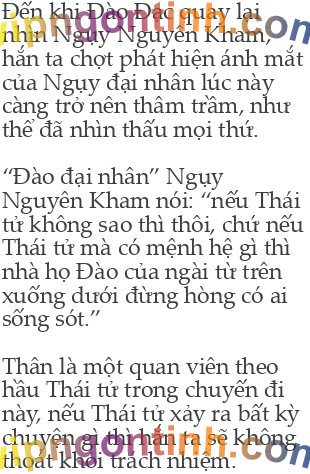 Đến khi Đào Đạo quay lại
nhìn Ngụy Nguyên Kham,
hắn ta chợt phát hiện ánh mắt
của Ngụy đại nhân lúc này
càng trở nên thâm trầm, như
thể đã nhìn thấu mọi thứ.
“Đào đại nhân” Ngụy
Nguyên Kham nói: “nếu Thái
tử không sao thì thôi, chứ nếu
Thái tử mà có mệnh hệ gì thì
nhà họ Đào của ngài từ trên
xuống dưới đừng hòng có ai
sống sót.”
Thân là một quan viên theo
hầu Thái tử trong chuyến đi
này, nếu Thái tử xảy ra bất kỳ
chuyện gì thì hắn ta sẽ không
thoát khỏi trách nhiệm.
vipngontinh.com
vipngontinh.com